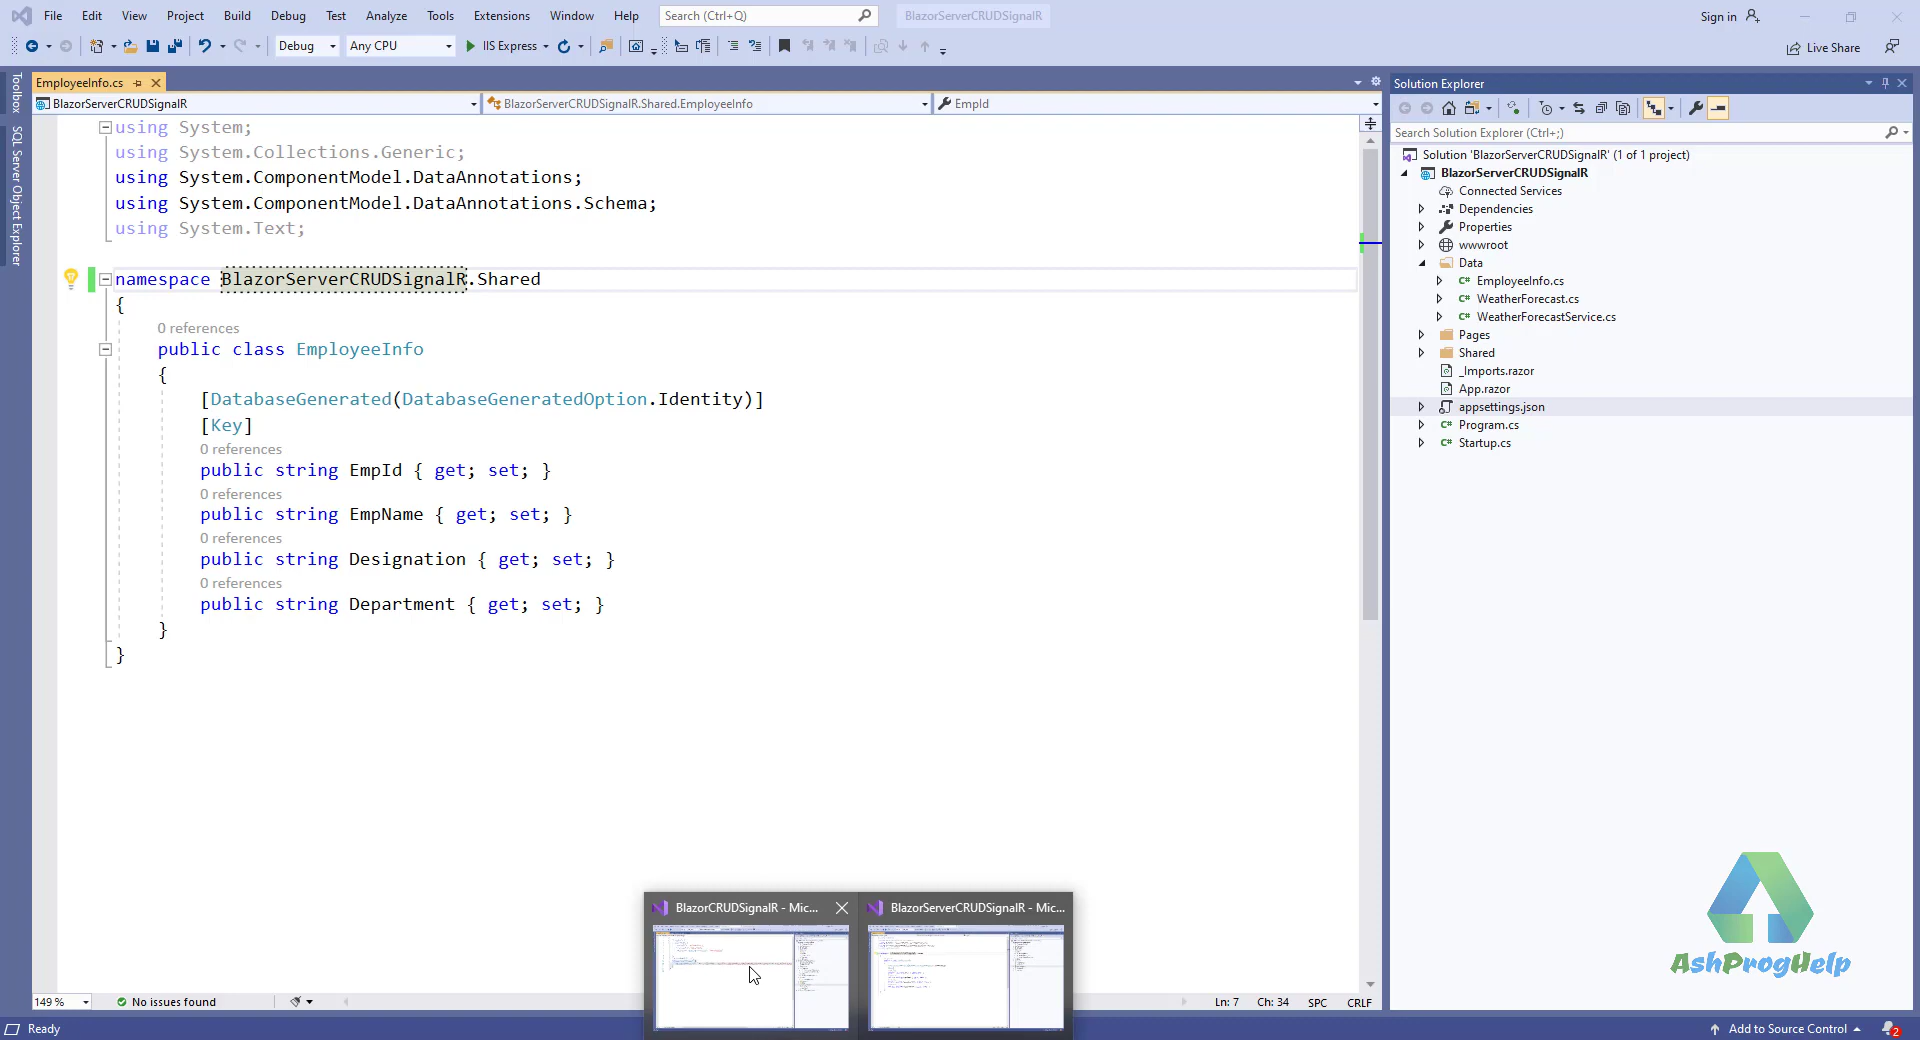 File Edit View Project Build Debug Test Analyze Tools Extensions Window Help Search (Ctrl+Q) BlazorServerCRUDSignalR Sign in
Debug Any CPU IIS Express Live Share
Toolbox
SQL Server Object Explorer
EmployeeInfo.cs
BlazorServerCRUDSignalR BlazorServerCRUDSignalR.Shared.EmployeeInfo EmpId
using System;
using System.Collections.Generic;
using System.ComponentModel.DataAnnotations;
using System.ComponentModel.DataAnnotations.Schema;
using System.Text;
namespace BlazorServerCRUDSignalR.Shared
{
0 references
public class EmployeeInfo
{
[DatabaseGenerated(DatabaseGeneratedOption.Identity)]
[Key]
0 references
public string EmpId { get; set; }
0 references
public string EmpName { get; set; }
0 references
public string Designation { get; set; }
0 references
public string Department { get; set; }
}
}
Solution Explorer
Search Solution Explorer (Ctrl+;)
Solution 'BlazorServerCRUDSignalR' (1 of 1 project)
BlazorServerCRUDSignalR
Connected Services
Dependencies
Properties
wwwroot
Data
EmployeeInfo.cs
WeatherForecast.cs
WeatherForecastService.cs
Pages
Shared
_Imports.razor
App.razor
appsettings.json
Program.cs
Startup.cs
AshProgHelp
BlazorCRUDSignalR - Mic... BlazorServerCRUDSignalR - Mic...
149 % No issues found Ln: 7 Ch: 34 SPC CRLF
Ready Add to Source Control 2